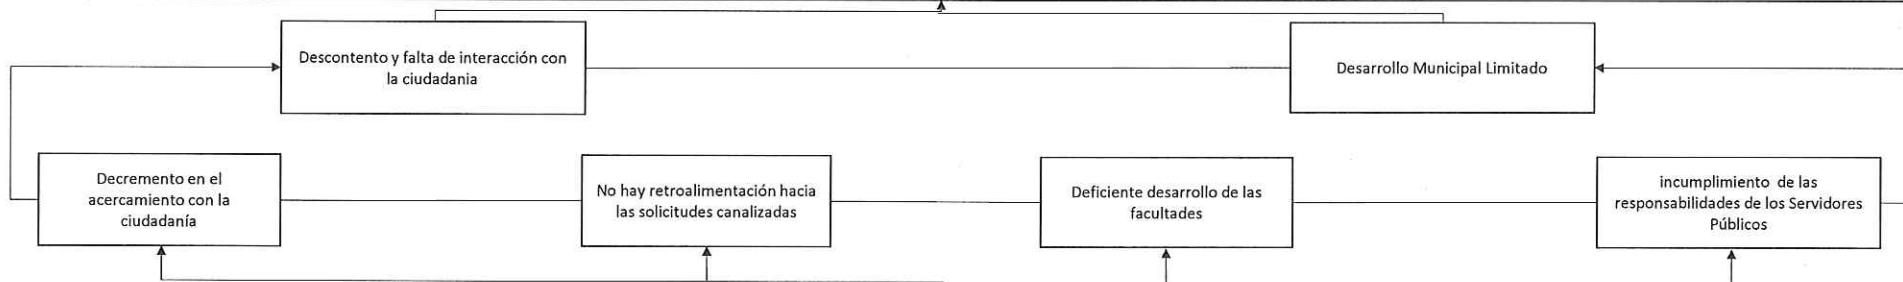 Descontento y falta de interacción con
la ciudadania
Desarrollo Municipal Limitado
Decremento en el
acercamiento con la
ciudadanía
No hay retroalimentación hacia
las solicitudes canalizadas
Deficiente desarrollo de las
facultades
incumplimiento de las
responsabilidades de los Servidores
Públicos